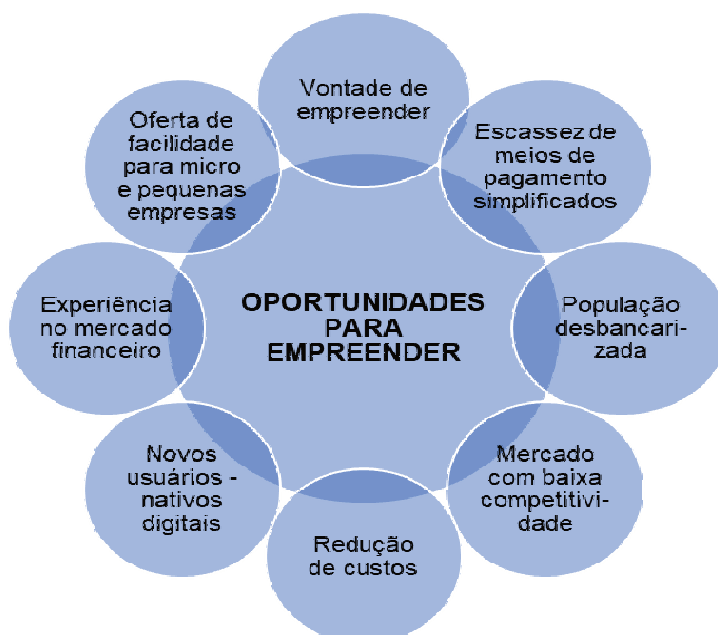 Vontade de
empreender
Oferta de
facilidade
para micro
e pequenas
empresas
Escassez de
meios de
pagamento
simplificados
Experiência
no mercado
financeiro
OPORTUNIDADES
PARA
EMPREENDER
População
desbancari-
zada
Novos
usuários -
nativos
digitais
Mercado
com baixa
competitivi-
dade
Redução
de custos